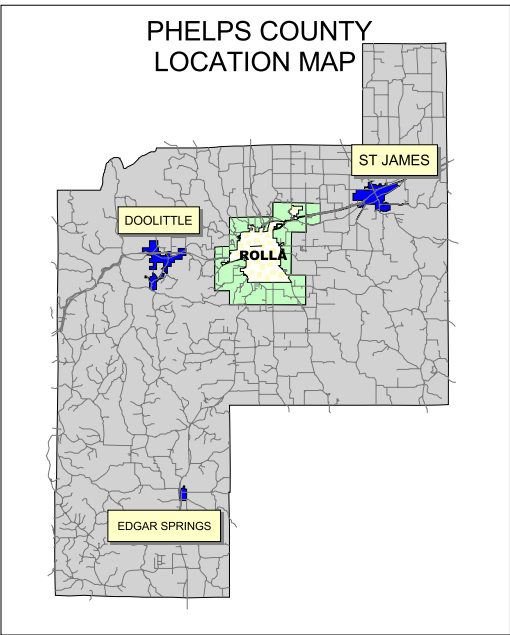 PHELPS COUNTY
LOCATION MAP
ST JAMES
DOOLITTLE
ROLLA
EDGAR SPRINGS